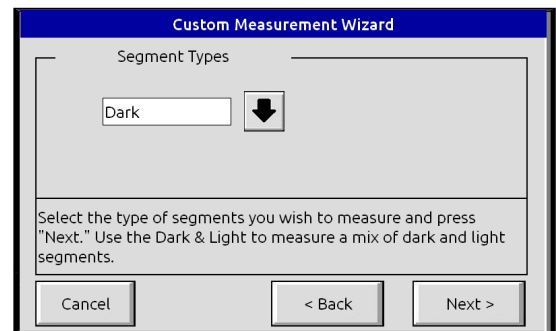 Custom Measurement Wizard
Segment Types
Dark
Select the type of segments you wish to measure and press
"Next." Use the Dark & Light to measure a mix of dark and light
segments.
Cancel
< Back
Next >